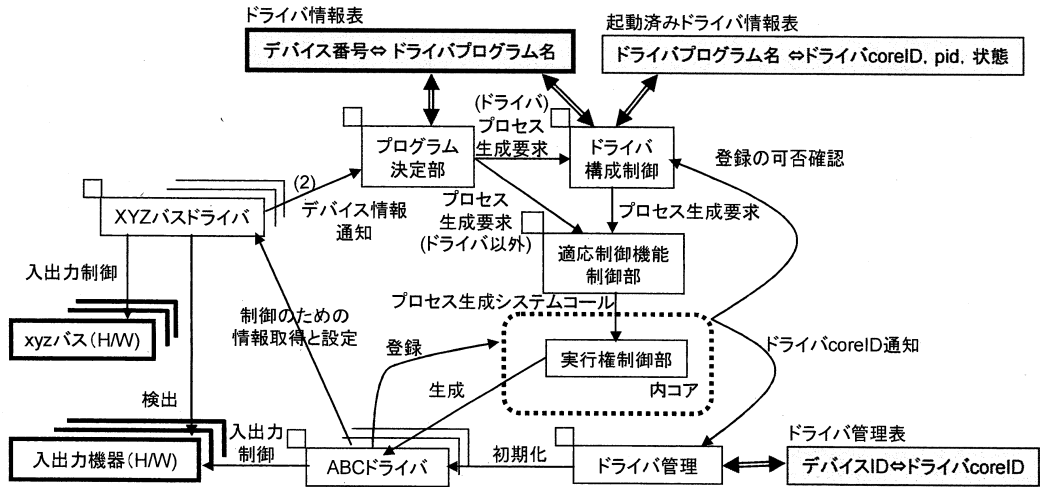 ドライバ情報表
起動済みドライバ情報表
デバイス番号⇔ドライバプログラム名
ドライバプログラム名 ⇔ドライバcoreID, pid, 状態
(ドライバ)
プロセス
生成要求
プログラム
決定部
ドライバ
構成制御
登録の可否確認
(2)
デバイス情報
通知
XYZバスドライバ
プロセス
生成要求
(ドライバ以外)
プロセス生成要求
適応制御機能
制御部
入出力制御
プロセス生成システムコール
制御のための
情報取得と設定
xyzバス(H/W)
登録
実行権制御部
ドライバcoreID通知
生成
内コア
検出
入出力
制御
ドライバ管理表
入出力機器(H/W)
ABCドライバ
初期化
ドライバ管理
デバイスID⇔ドライバcoreID